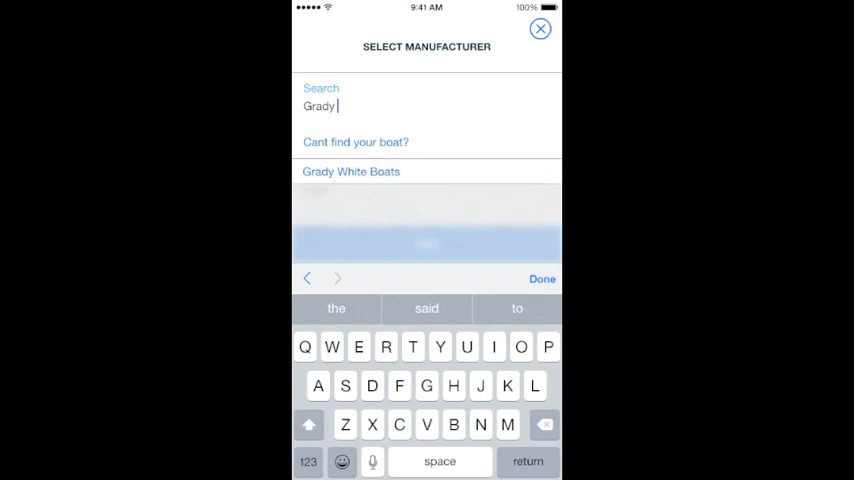 9:41 AM 100%
SELECT MANUFACTURER
Search
Grady
Cant find your boat?
Grady White Boats
Done
the said to
Q W E R T Y U I O P
A S D F G H J K L
Z X C V B N M
123 space return